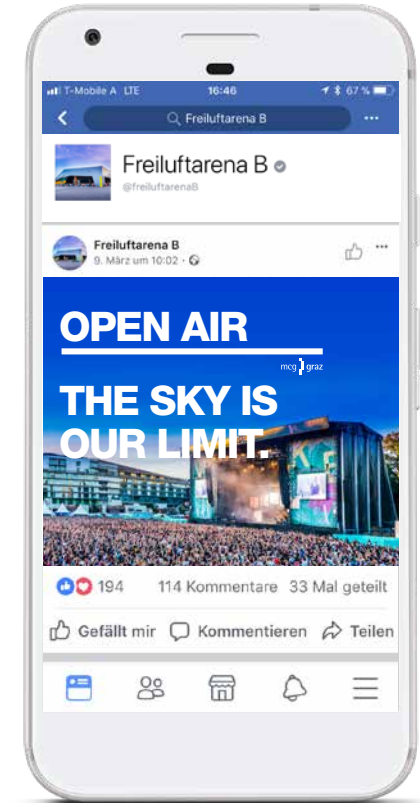 T-Mobile A LTE 16:46 67 %
Freiluftarena B
Freiluftarena B
@freiluftarenaB
Freiluftarena B
9. März um 10:02 ·
OPEN AIR
mcg graz
THE SKY IS
OUR LIMIT.
194 114 Kommentare 33 Mal geteilt
Gefällt mir Kommentieren Teilen